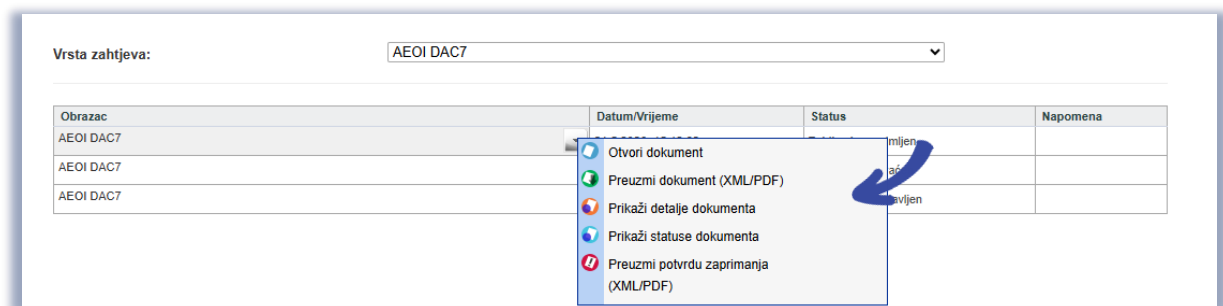 Vrsta zahtjeva:
AEOI DAC7
Obrazac
Datum/Vrijeme
Status
Napomena
AEOI DAC7
Otvori dokument
AEOI DAC7
Preuzmi dokument (XML/PDF)
AEOI DAC7
Prikaži detalje dokumenta
Prikaži statuse dokumenta
Preuzmi potvrdu zaprimanja
(XML/PDF)